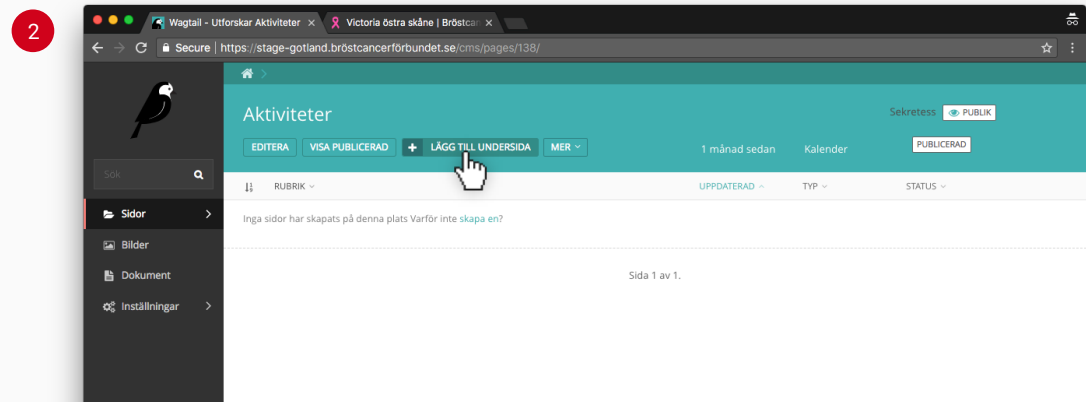 2
Wagtail - Utforskar Aktiviteter
Victoria östra skåne | Bröstcan
Secure | https://stage-gotland.bröstcancerförbundet.se/cms/pages/138/
Aktiviteter
Sekretess PUBLIK
EDITERA VISA PUBLICERAD + LÄGG TILL UNDERSIDA MER
1 månad sedan Kalender PUBLICERAD
Sök
RUBRIK UPPDATERAD TYP STATUS
Sidor
Inga sidor har skapats på denna plats Varför inte skapa en?
Bilder
Dokument
Sida 1 av 1.
Inställningar